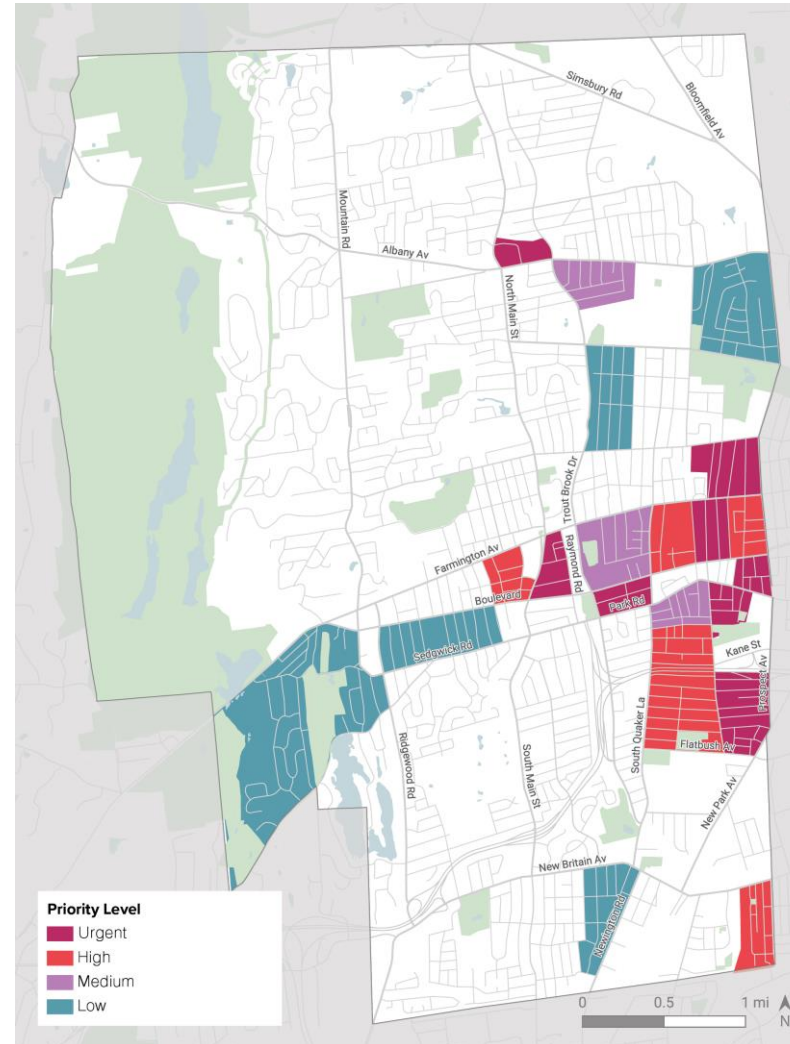 Simsbury Rd
Bloomfield Av
Mountain Rd
Albany Av
North Main St
Trout Brook Dr
Farmington Av
Raymond Rd
Boulevard
Park Rd
Sedgwick Rd
Kane St
Prospect Av
South Quaker La
Ridgewood Rd
South Main St
Flatbush Av
New Park Av
New Britain Av
Newington Rd
Priority Level
Urgent
High
Medium
Low
0 0.5 1 mi
N